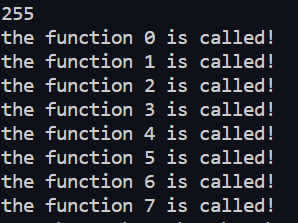 255
the function 0 is called!
the function 1 is called!
the function 2 is called!
the function 3 is called!
the function 4 is called!
the function 5 is called!
the function 6 is called!
the function 7 is called!